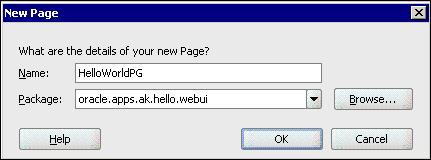 New Page
What are the details of your new Page?
Name: HelloWorldPG
Package: oracle.apps.ak.hello.webui Browse...
Help OK Cancel